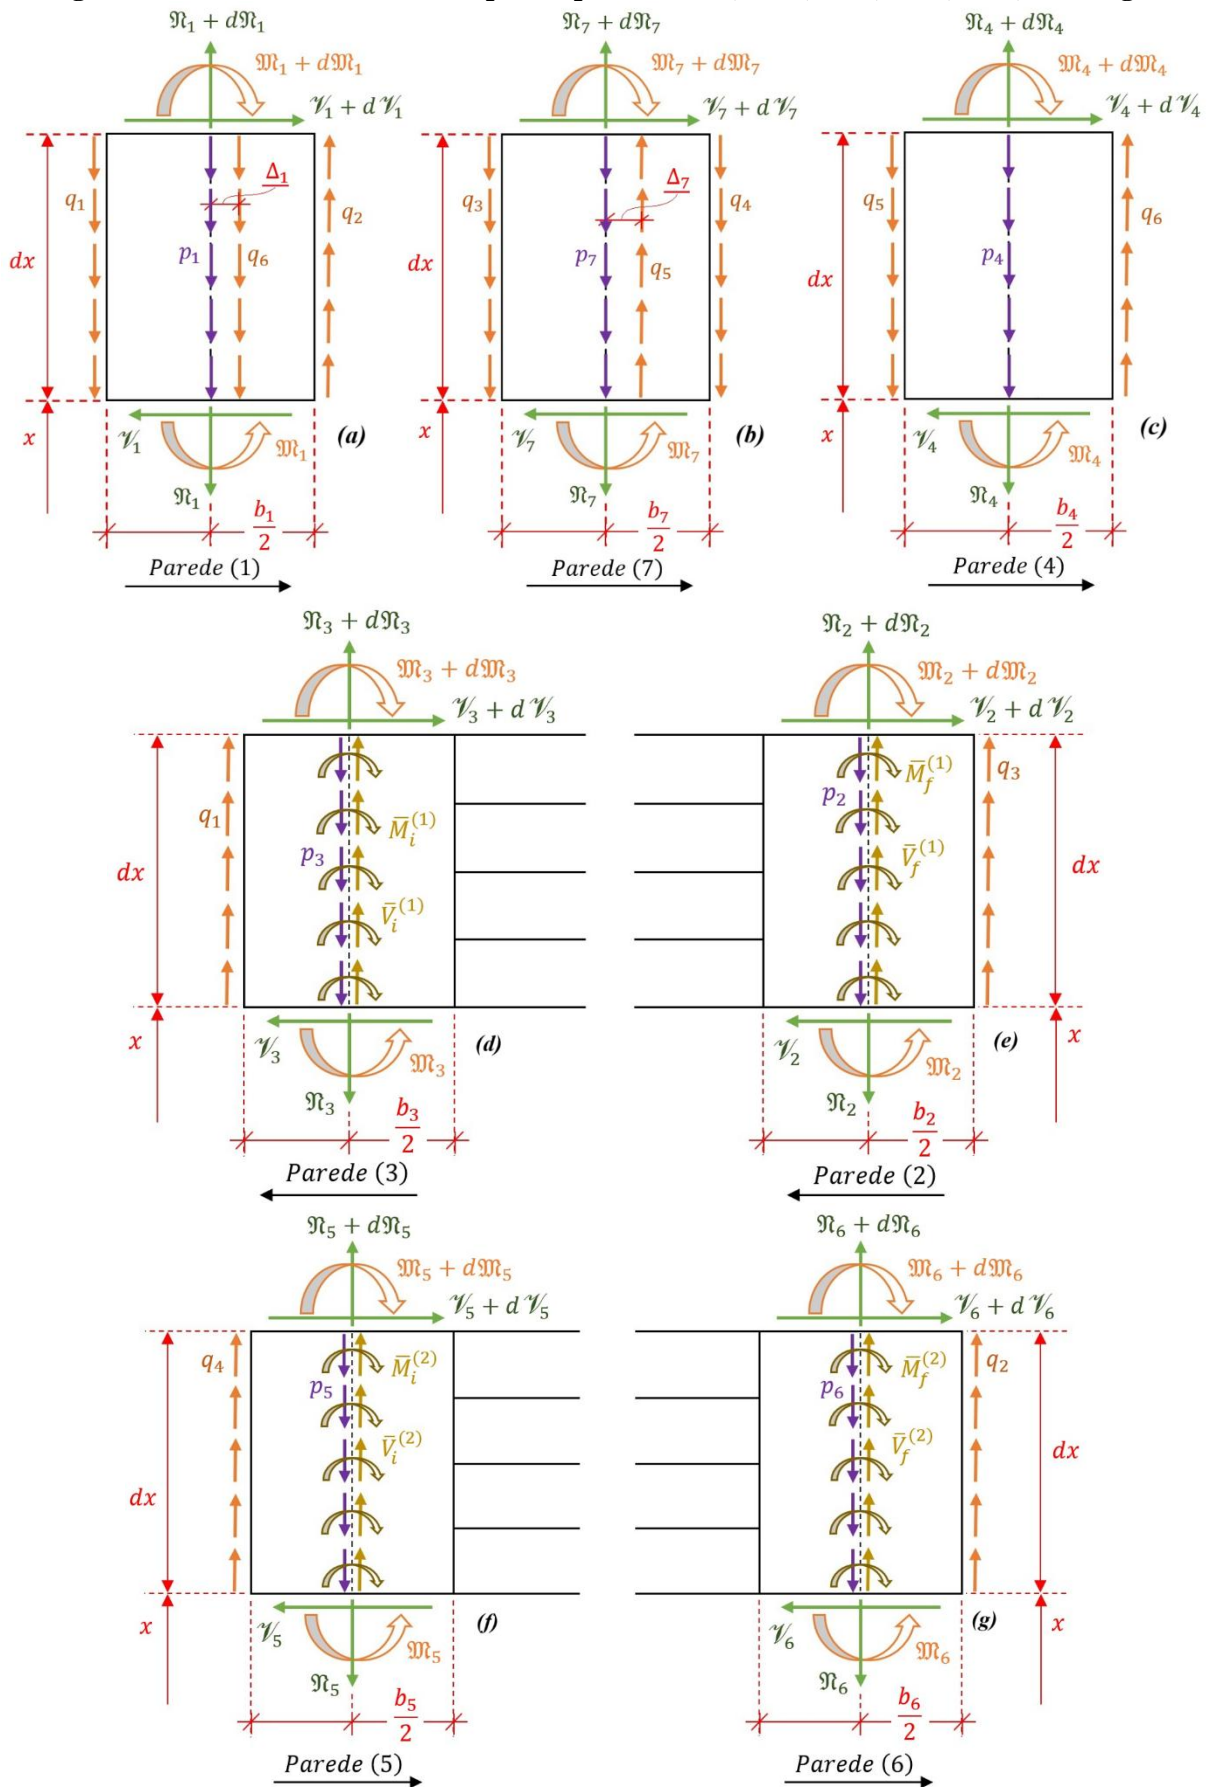 𝔑₁ + d𝔑₁
𝔐₁ + d𝔐₁
𝒱₁ + d𝒱₁
q₁
Δ₁
q₂
dx
p₁
q₆
x
𝒱₁
𝔐₁
(a)
𝔑₁
b₁/2
Parede (1)
𝔑₇ + d𝔑₇
𝔐₇ + d𝔐₇
𝒱₇ + d𝒱₇
q₃
Δ₇
q₄
dx
p₇
q₅
x
𝒱₇
𝔐₇
(b)
𝔑₇
b₇/2
Parede (7)
𝔑₄ + d𝔑₄
𝔐₄ + d𝔐₄
𝒱₄ + d𝒱₄
q₅
q₆
dx
p₄
x
𝒱₄
𝔐₄
(c)
𝔑₄
b₄/2
Parede (4)
𝔑₃ + d𝔑₃
𝔐₃ + d𝔐₃
𝒱₃ + d𝒱₃
q₁
M̅ᵢ⁽¹⁾
dx
p₃
V̅ᵢ⁽¹⁾
x
𝒱₃
𝔐₃
(d)
𝔑₃
b₃/2
Parede (3)
𝔑₂ + d𝔑₂
𝔐₂ + d𝔐₂
𝒱₂ + d𝒱₂
M̅_f⁽¹⁾
q₃
p₂
V̅_f⁽¹⁾
dx
x
𝒱₂
𝔐₂
(e)
𝔑₂
b₂/2
Parede (2)
𝔑₅ + d𝔑₅
𝔐₅ + d𝔐₅
𝒱₅ + d𝒱₅
q₄
M̅ᵢ⁽²⁾
p₅
V̅ᵢ⁽²⁾
dx
x
𝒱₅
𝔐₅
(f)
𝔑₅
b₅/2
Parede (5)
𝔑₆ + d𝔑₆
𝔐₆ + d𝔐₆
𝒱₆ + d𝒱₆
M̅_f⁽²⁾
q₂
p₆
V̅_f⁽²⁾
dx
x
𝒱₆
𝔐₆
(g)
𝔑₆
b₆/2
Parede (6)